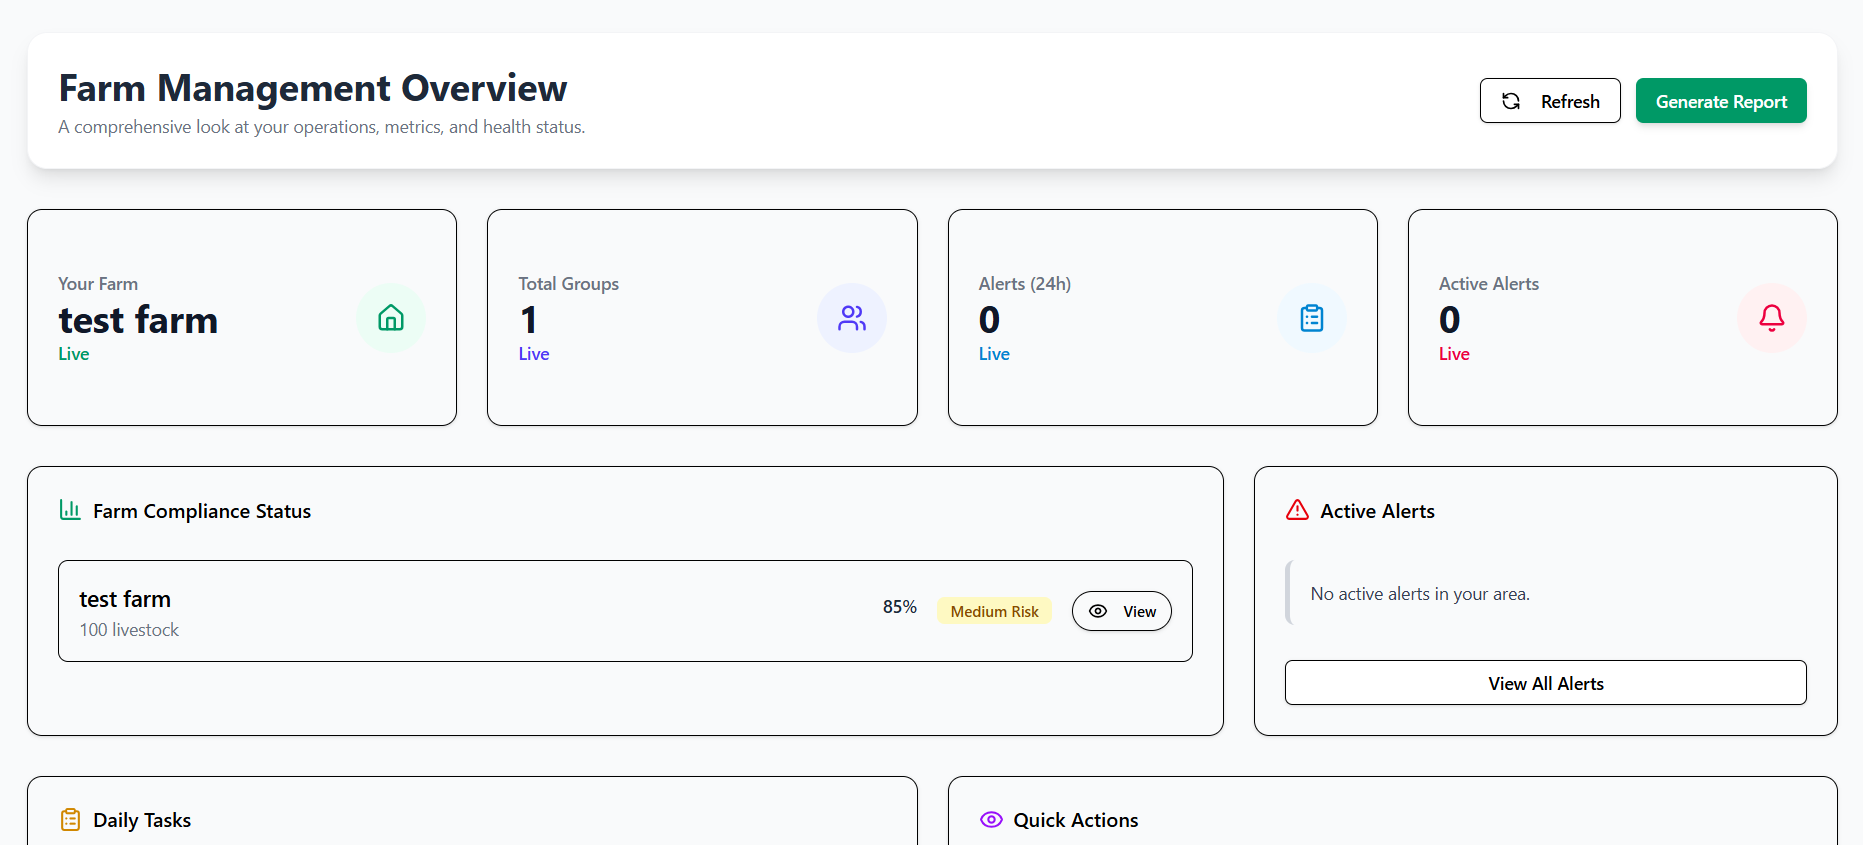 Farm Management Overview
A comprehensive look at your operations, metrics, and health status.
Refresh
Generate Report
Your Farm
test farm
Live
Total Groups
1
Live
Alerts (24h)
0
Live
Active Alerts
0
Live
Farm Compliance Status
test farm
100 livestock
85%
Medium Risk
View
Active Alerts
No active alerts in your area.
View All Alerts
Daily Tasks
Quick Actions